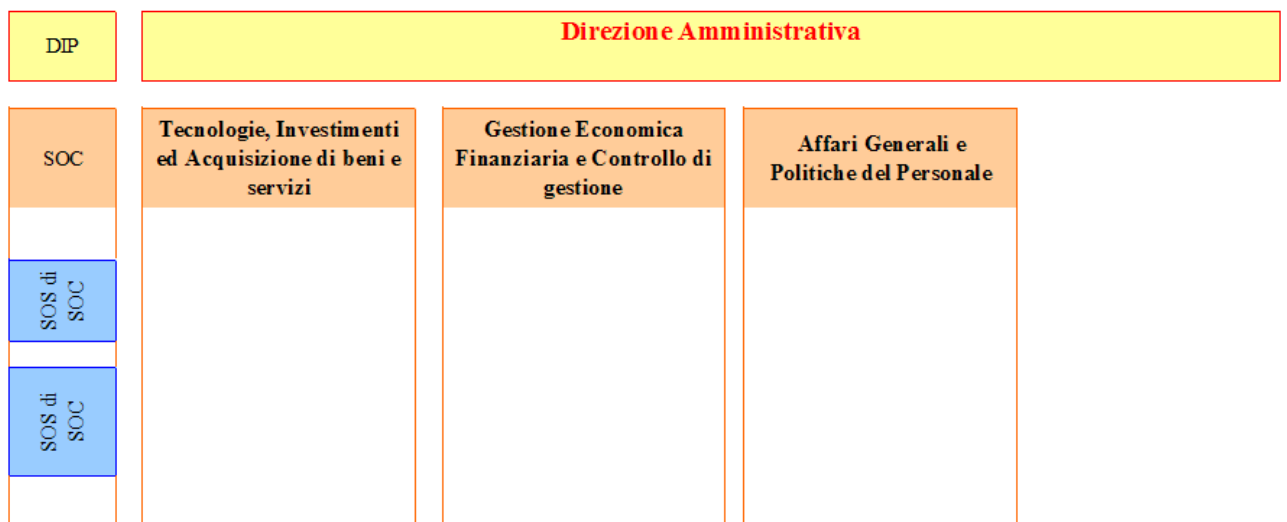 DIP
Direzione Amministrativa
SOC
Tecnologie, Investimenti
ed Acquisizione di beni e
servizi
Gestione Economica
Finanziaria e Controllo di
gestione
Affari Generali e
Politiche del Personale
SOS di
SOC
SOS di
SOC